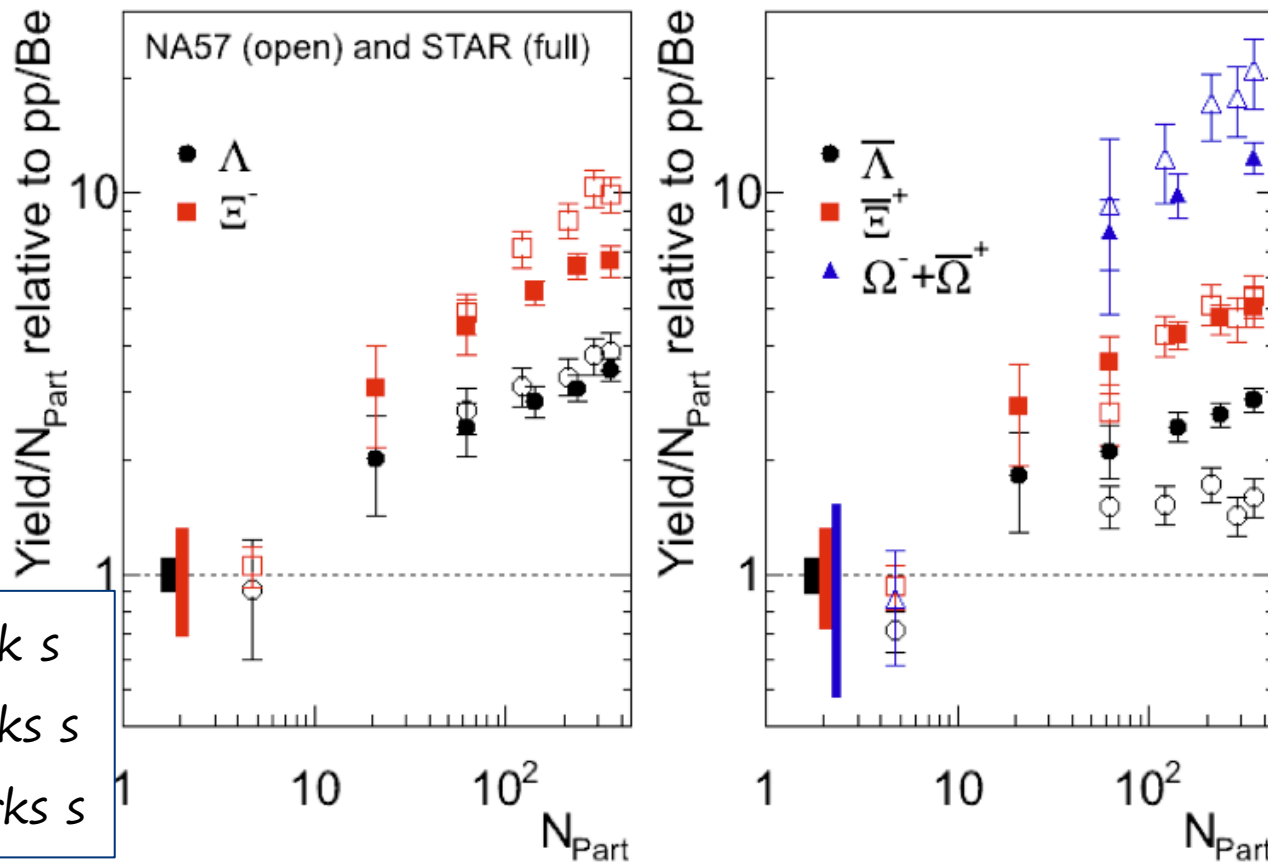 Yield/N_Part relative to pp/Be
NA57 (open) and STAR (full)
Λ
Ξ⁻
10
1
1
10
10²
N_Part
k s
ks s
rks s
Yield/N_Part relative to pp/Be
Λ̅
Ξ̅⁺
Ω⁻+Ω̅⁺
10
1
1
10
10²
N_Part